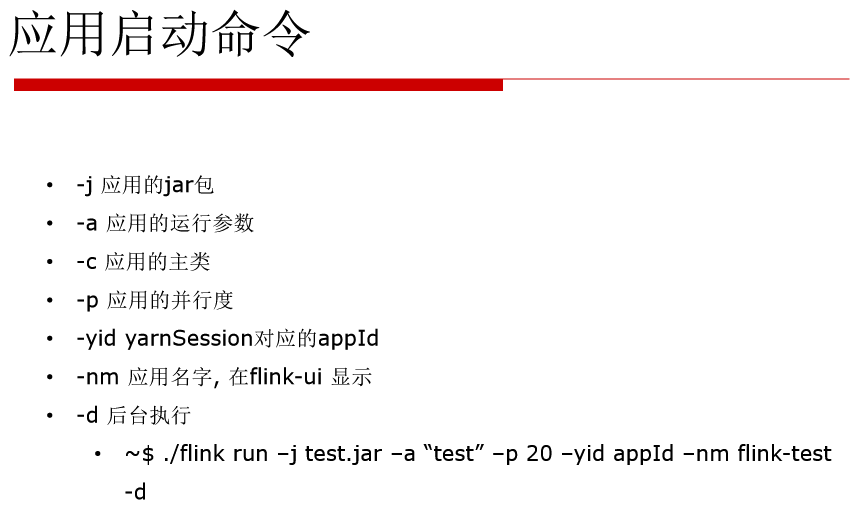 应用启动命令
• -j 应用的jar包
• -a 应用的运行参数
• -c 应用的主类
• -p 应用的并行度
• -yid yarnSession对应的appId
• -nm 应用名字, 在flink-ui 显示
• -d 后台执行
• ~$ ./flink run –j test.jar –a “test” –p 20 –yid appId –nm flink-test
-d